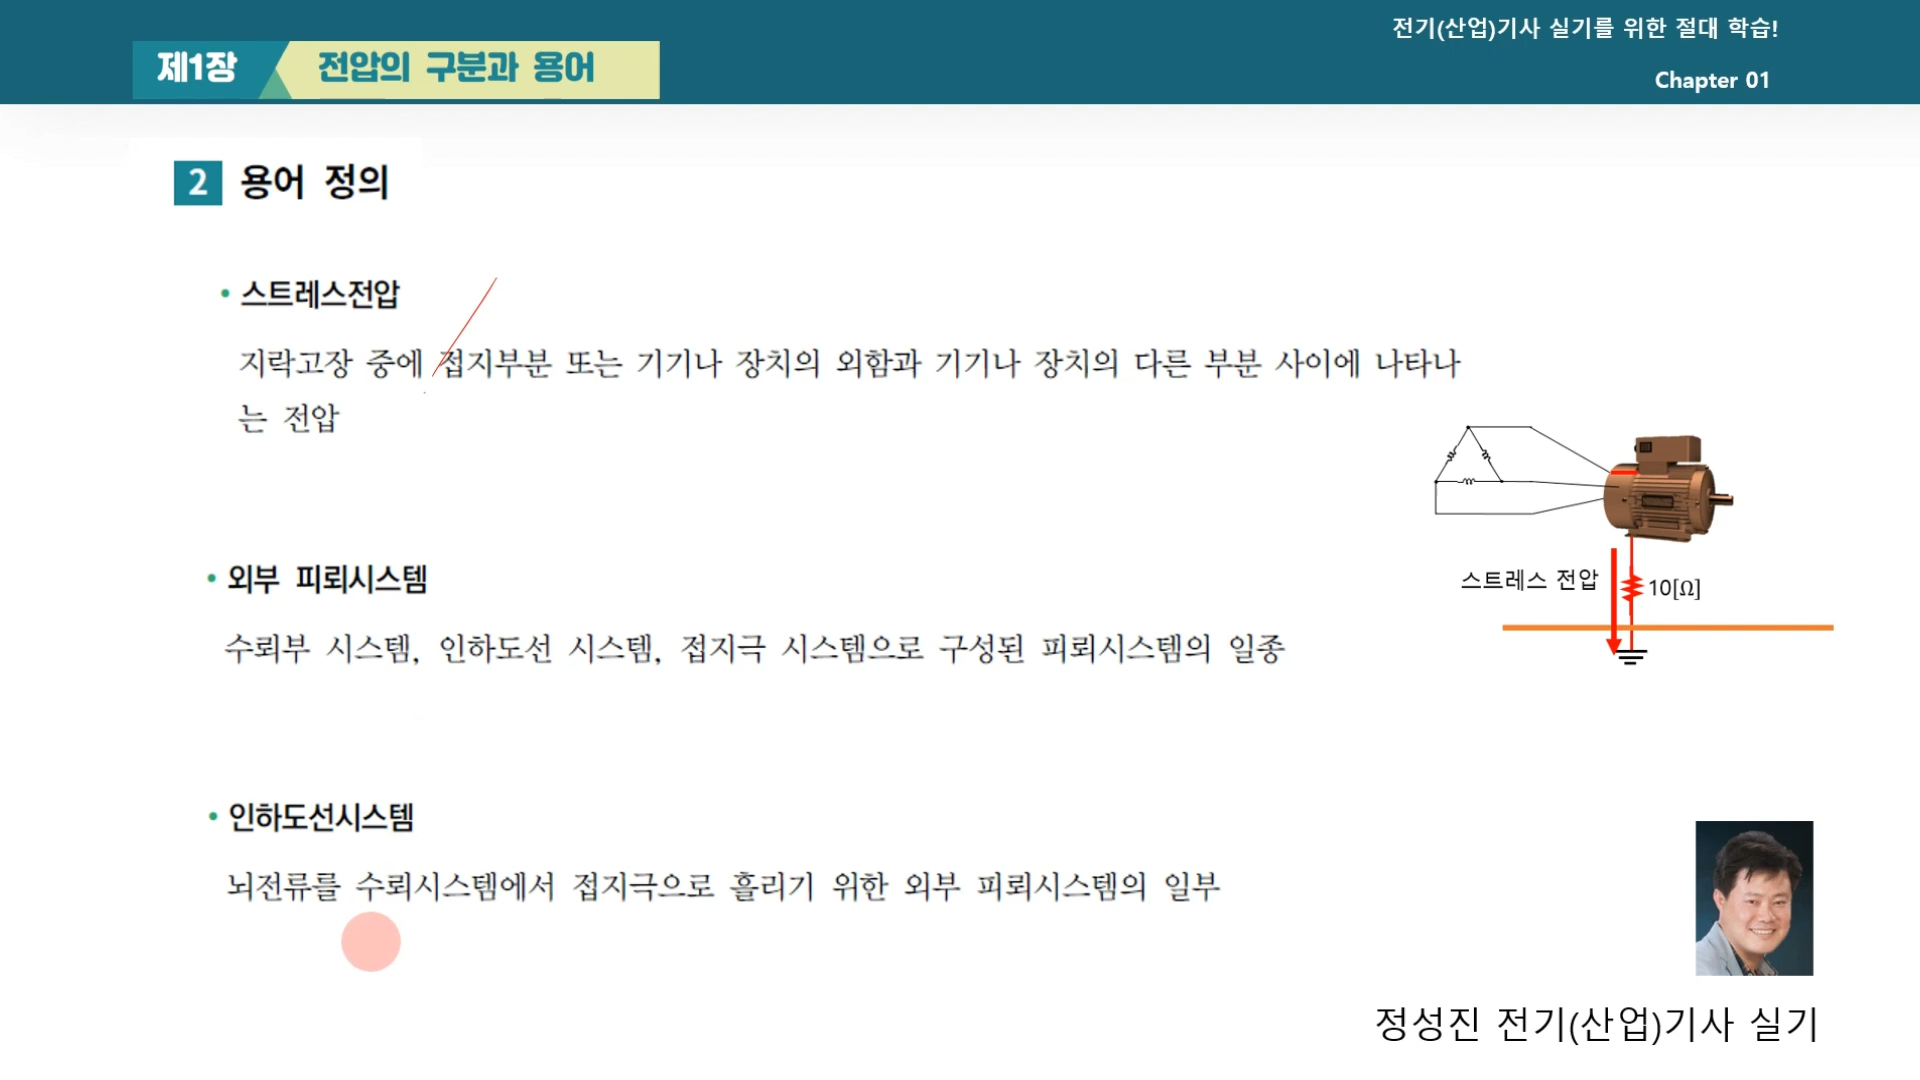 전기(산업)기사 실기를 위한 절대 학습!
제1장 전압의 구분과 용어
Chapter 01
2 용어 정의
• 스트레스전압
지락고장 중에 접지부분 또는 기기나 장치의 외함과 기기나 장치의 다른 부분 사이에 나타나
는 전압
스트레스 전압
10[Ω]
• 외부 피뢰시스템
수뢰부 시스템, 인하도선 시스템, 접지극 시스템으로 구성된 피뢰시스템의 일종
• 인하도선시스템
뇌전류를 수뢰시스템에서 접지극으로 흘리기 위한 외부 피뢰시스템의 일부
정성진 전기(산업)기사 실기